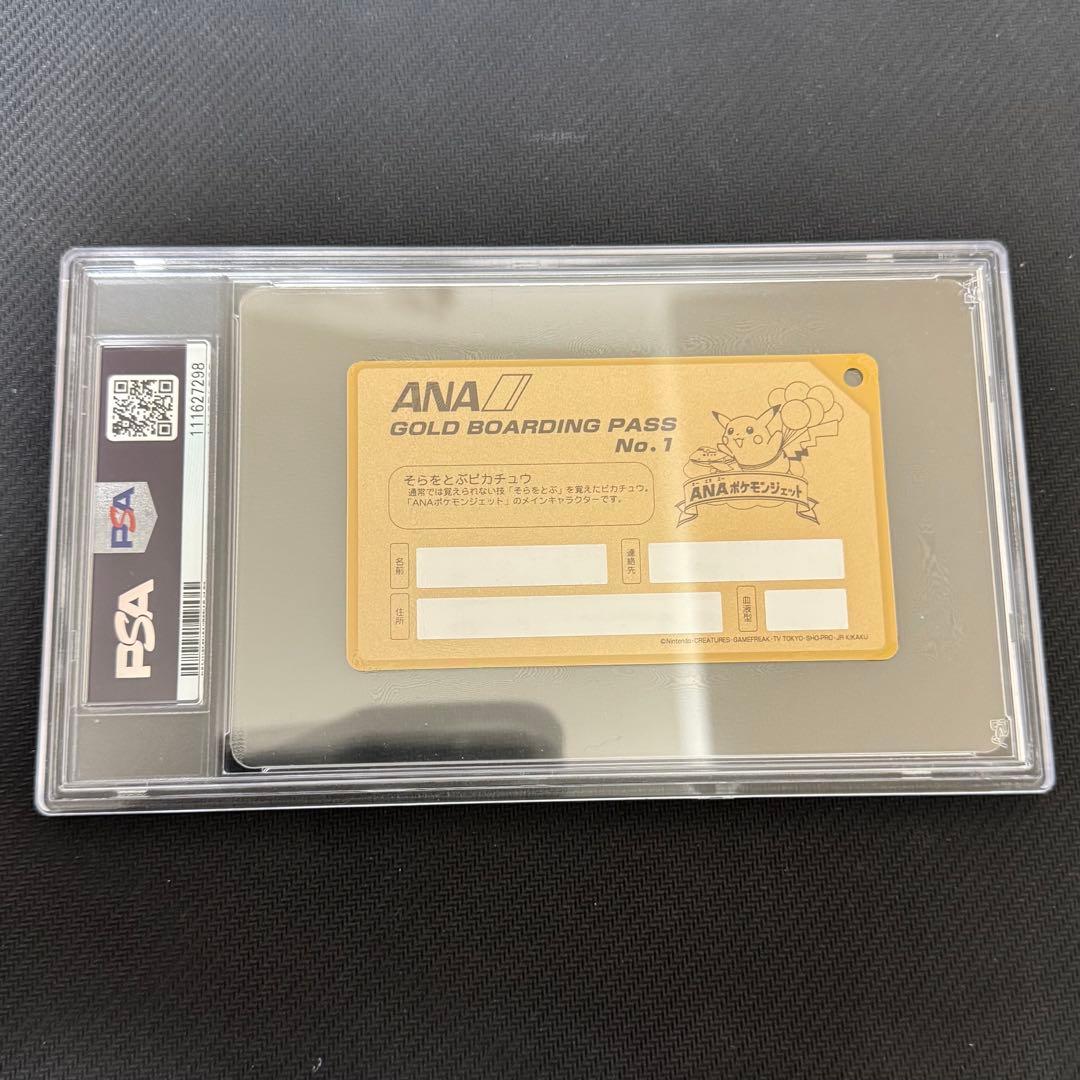 ANA
GOLD BOARDING PASS
No.1
そらをとぶピカチュウ
通常では覚えられない技「そらをとぶ」を覚えたピカチュウ。
「ANAポケモンジェット」のメインキャラクターです。
ANAポケモンジェット
名前
連絡先
住所
血液型
©Nintendo・CREATURES・GAMEFREAK・TV TOKYO・SHO-PRO・JR KIKAKU
111627298
PSA
PSA